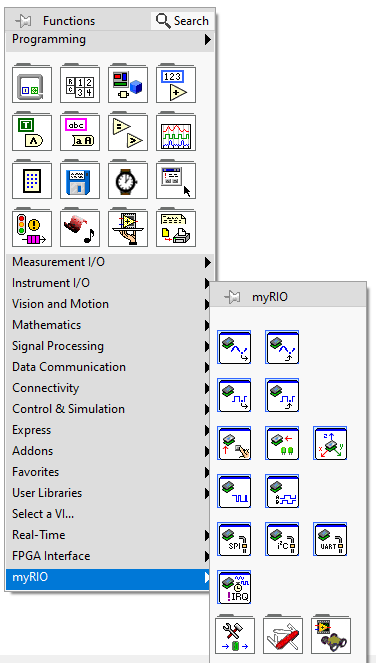 Functions
Search
Programming
123
abc
Measurement I/O
Instrument I/O
Vision and Motion
Mathematics
Signal Processing
Data Communication
Connectivity
Control & Simulation
Express
Addons
Favorites
User Libraries
Select a VI...
Real-Time
FPGA Interface
myRIO
myRIO
z
x y
SPI I²C UART
!IRQ